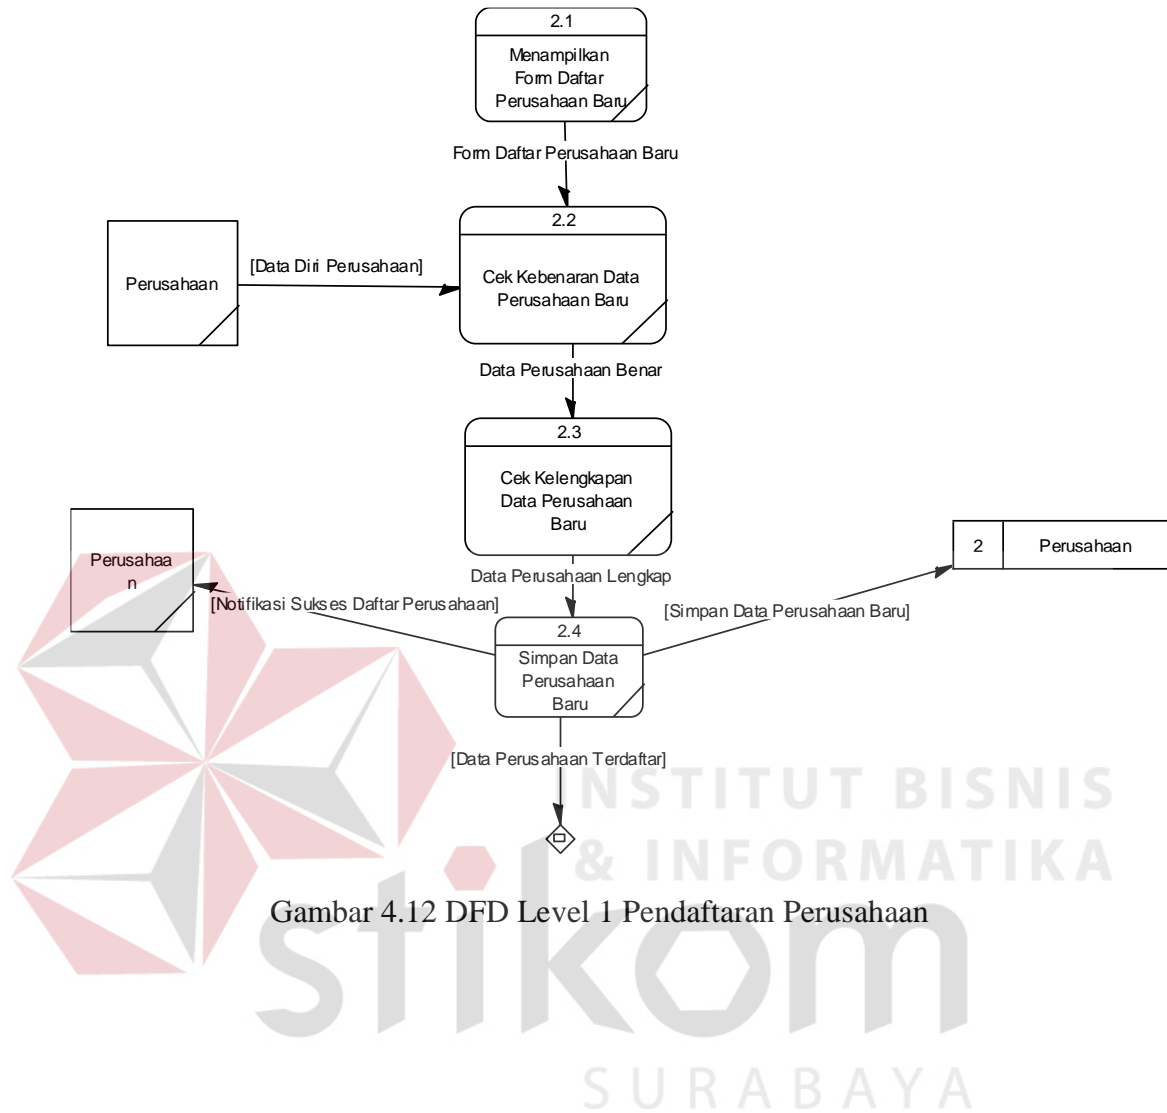 2.1
Menampilkan
Form Daftar
Perusahaan Baru
Form Daftar Perusahaan Baru
2.2
Cek Kebenaran Data
Perusahaan Baru
Perusahaan
[Data Diri Perusahaan]
Data Perusahaan Benar
2.3
Cek Kelengkapan
Data Perusahaan
Baru
Perusahaa
n
2 Perusahaan
Data Perusahaan Lengkap
[Notifikasi Sukses Daftar Perusahaan]
[Simpan Data Perusahaan Baru]
2.4
Simpan Data
Perusahaan
Baru
[Data Perusahaan Terdaftar]
INSTITUT BISNIS
& INFORMATIKA
Gambar 4.12 DFD Level 1 Pendaftaran Perusahaan
stikom
SURABAYA